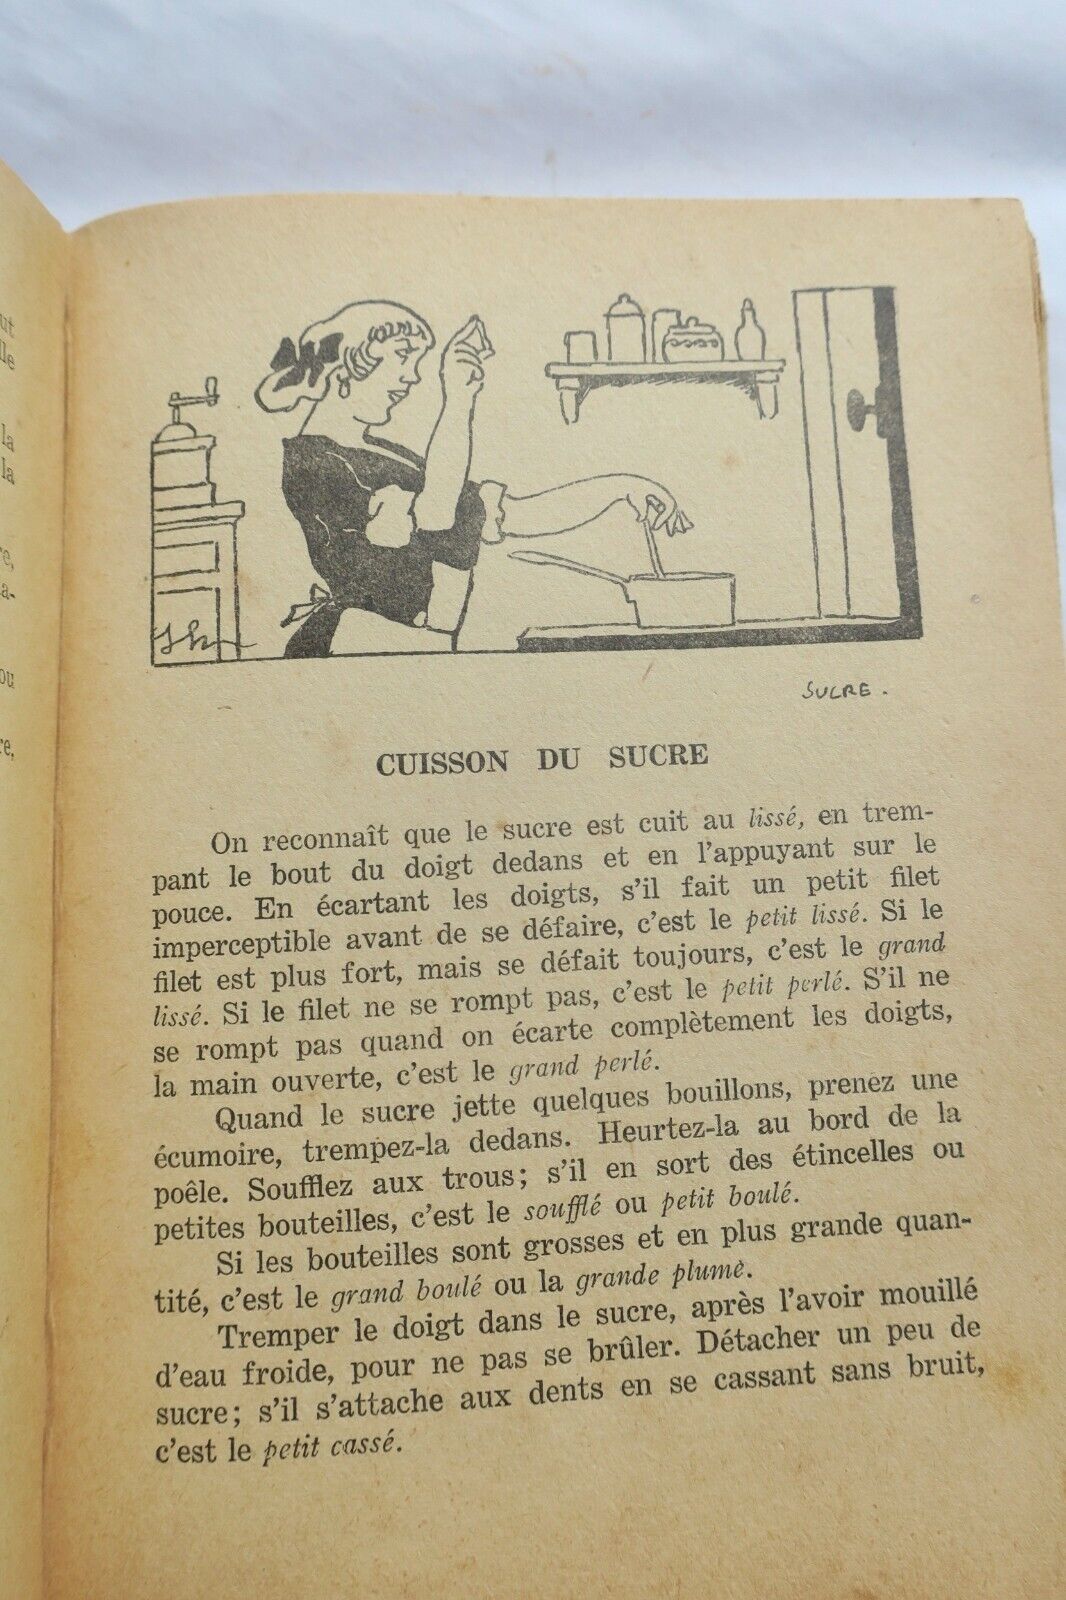 ut
lle
la
la
re,
a-
ou
re,
SUCRE.
CUISSON DU SUCRE
On reconnaît que le sucre est cuit au lissé, en trem-
pant le bout du doigt dedans et en l'appuyant sur le
pouce. En écartant les doigts, s'il fait un petit filet
imperceptible avant de se défaire, c'est le petit lissé. Si le
filet est plus fort, mais se défait toujours, c'est le grand
lissé. Si le filet ne se rompt pas, c'est le petit perlé. S'il ne
se rompt pas quand on écarte complètement les doigts,
la main ouverte, c'est le grand perlé.
Quand le sucre jette quelques bouillons, prenez une
écumoire, trempez-la dedans. Heurtez-la au bord de la
poêle. Soufflez aux trous; s'il en sort des étincelles ou
petites bouteilles, c'est le soufflé ou petit boulé.
Si les bouteilles sont grosses et en plus grande quan-
tité, c'est le grand boulé ou la grande plume.
Tremper le doigt dans le sucre, après l'avoir mouillé
d'eau froide, pour ne pas se brûler. Détacher un peu de
sucre; s'il s'attache aux dents en se cassant sans bruit,
c'est le petit cassé.